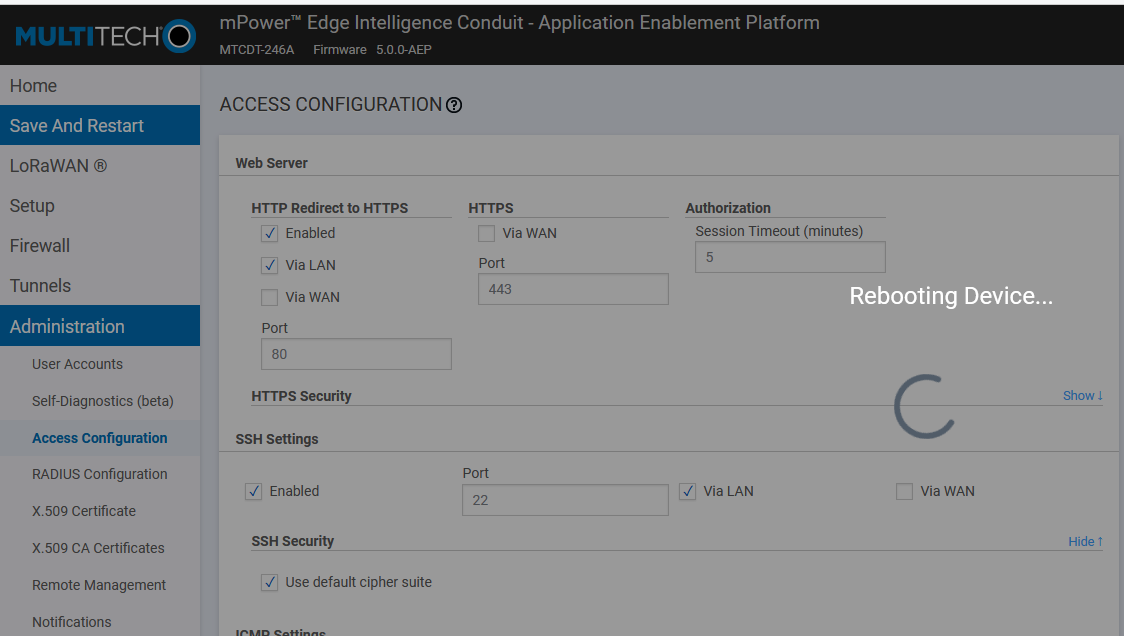 MULTITECH
mPower™ Edge Intelligence Conduit - Application Enablement Platform
MTCDT-246A Firmware 5.0.0-AEP
Home
Save And Restart
LoRaWAN ®
Setup
Firewall
Tunnels
Administration
User Accounts
Self-Diagnostics (beta)
Access Configuration
RADIUS Configuration
X.509 Certificate
X.509 CA Certificates
Remote Management
Notifications
ACCESS CONFIGURATION ?
Web Server
HTTP Redirect to HTTPS
Enabled
Via LAN
Via WAN
Port
80
HTTPS
Via WAN
Port
443
Authorization
Session Timeout (minutes)
5
Rebooting Device...
HTTPS Security Show ↓
SSH Settings
Enabled
Port
22
Via LAN
Via WAN
SSH Security Hide ↑
Use default cipher suite
ICMP Settings